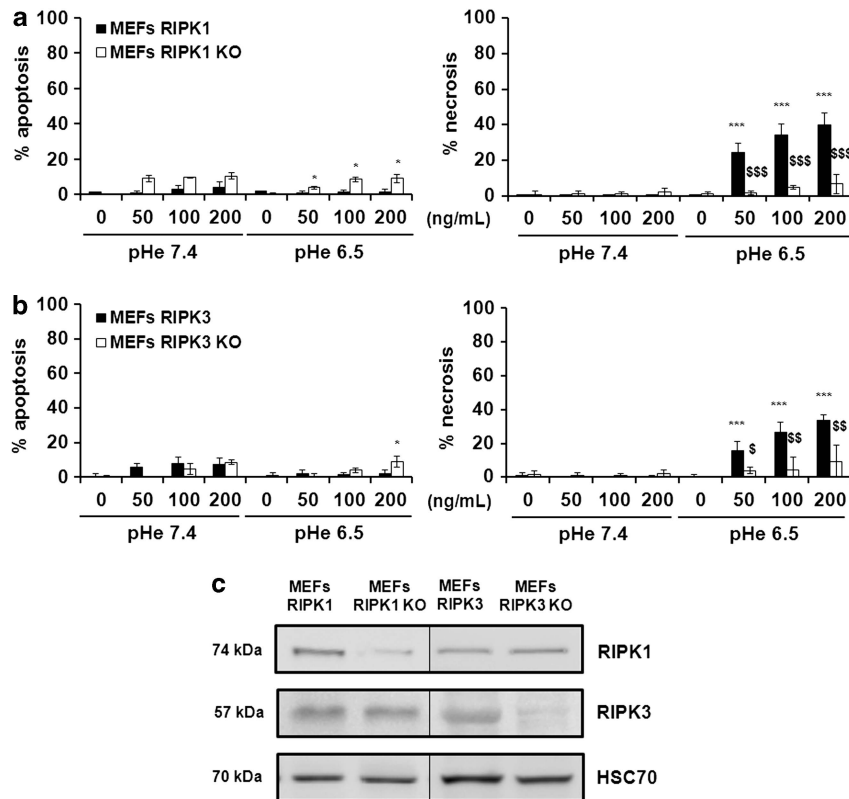 a
MEFs RIPK1
MEFs RIPK1 KO
% apoptosis
100
80
60
40
20
0
0 50 100 200
pHe 7.4
* * *
0 50 100 200
pHe 6.5
(ng/mL)
% necrosis
100
80
60
40
20
0
*** *** ***
$$$ $$$ $$$
0 50 100 200
pHe 7.4
0 50 100 200
pHe 6.5
b
MEFs RIPK3
MEFs RIPK3 KO
% apoptosis
100
80
60
40
20
0
*
0 50 100 200
pHe 7.4
0 50 100 200
pHe 6.5
(ng/mL)
% necrosis
100
80
60
40
20
0
*** *** ***
$ $$ $$
0 50 100 200
pHe 7.4
0 50 100 200
pHe 6.5
c
MEFs RIPK1
MEFs RIPK1 KO
MEFs RIPK3
MEFs RIPK3 KO
74 kDa
RIPK1
57 kDa
RIPK3
70 kDa
HSC70